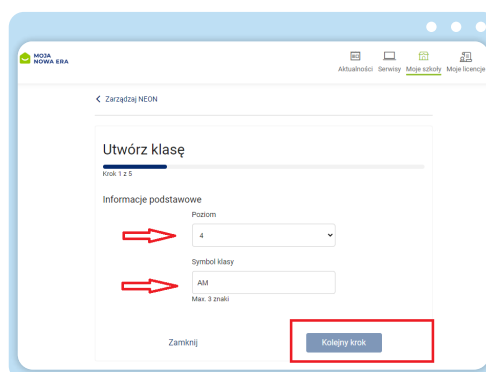 MOJA
NOWA ERA
Aktualności Serwisy Moje szkoły Moje licencje
Zarządzaj NEON
Utwórz klasę
Krok 1 z 5
Informacje podstawowe
Poziom
4
Symbol klasy
AM
Max. 3 znaki
Zamknij Kolejny krok